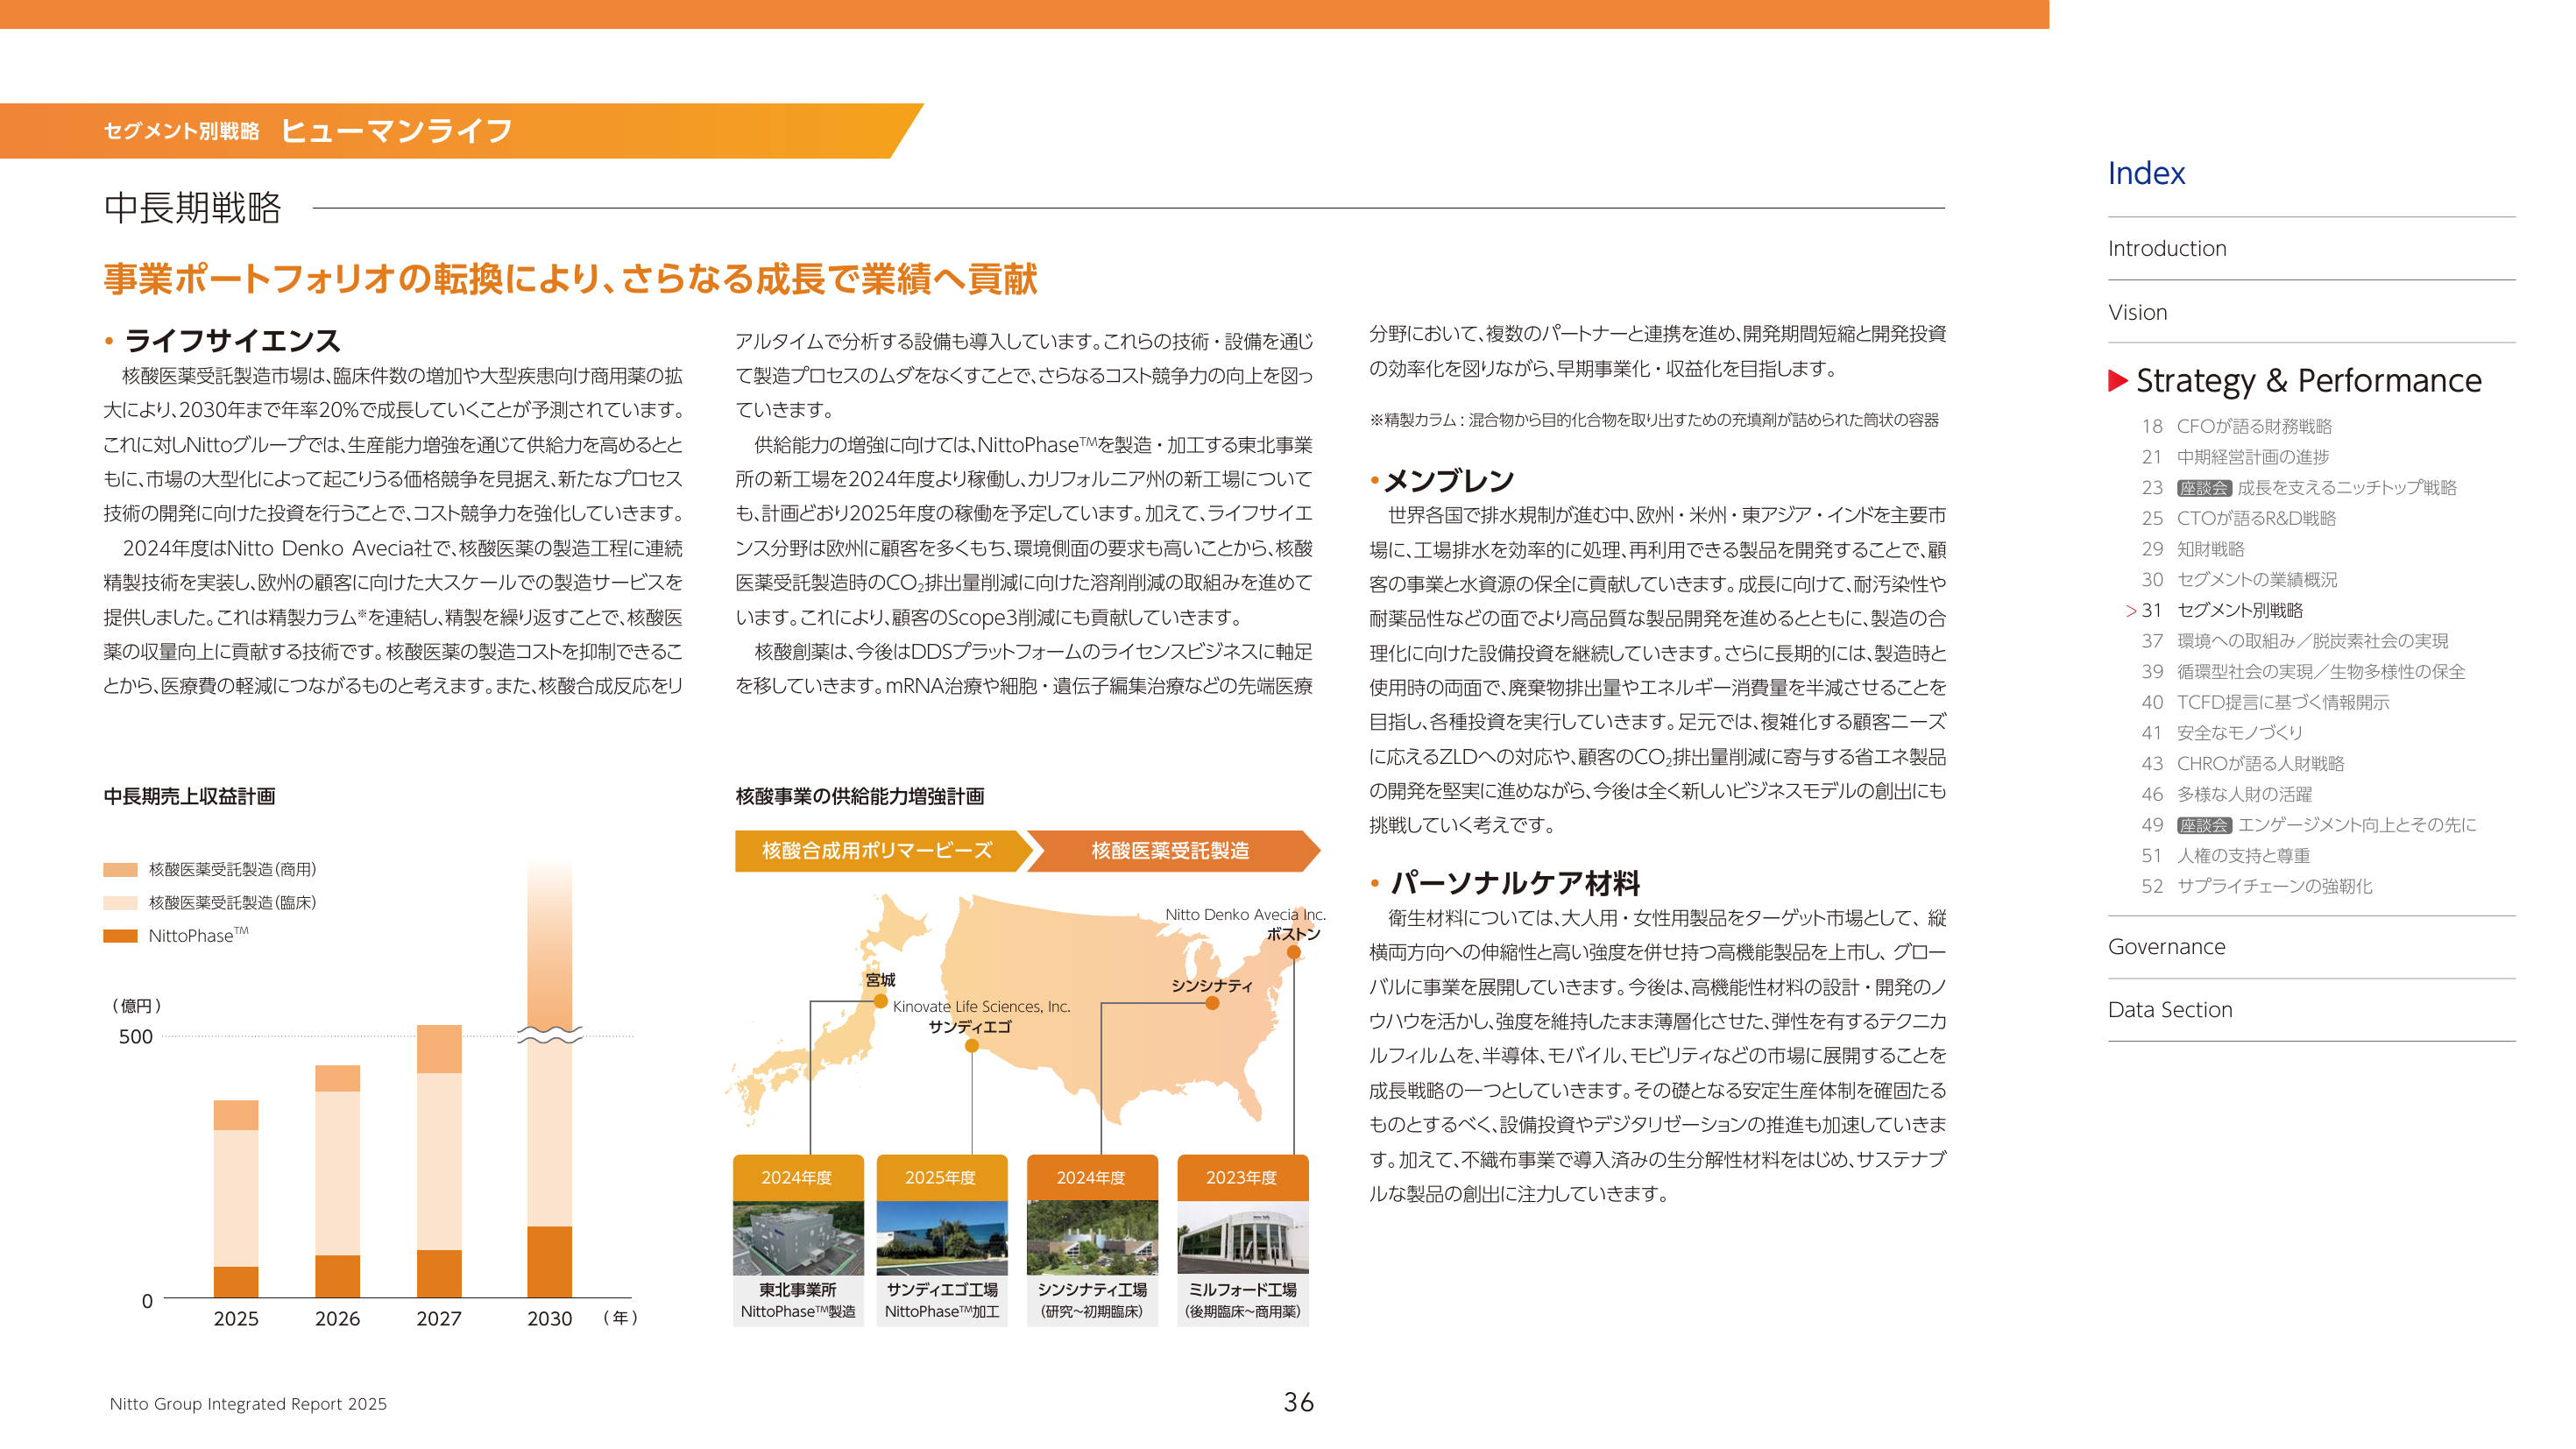 セグメント別戦略 ヒューマンライフ
中長期戦略
事業ポートフォリオの転換により、さらなる成長で業績へ貢献
• ライフサイエンス
核酸医薬受託製造市場は、臨床件数の増加や大型疾患向け商用薬の拡
大により、2030年まで年率20%で成長していくことが予測されています。
これに対しNittoグループでは、生産能力増強を通じて供給力を高めるとと
もに、市場の大型化によって起こりうる価格競争を見据え、新たなプロセス
技術の開発に向けた投資を行うことで、コスト競争力を強化していきます。
2024年度はNitto Denko Avecia社で、核酸医薬の製造工程に連続
精製技術を実装し、欧州の顧客に向けた大スケールでの製造サービスを
提供しました。これは精製カラム※を連結し、精製を繰り返すことで、核酸医
薬の収量向上に貢献する技術です。核酸医薬の製造コストを抑制できるこ
とから、医療費の軽減につながるものと考えます。また、核酸合成反応をリ
アルタイムで分析する設備も導入しています。これらの技術・設備を通じ
て製造プロセスのムダをなくすことで、さらなるコスト競争力の向上を図っ
ていきます。
供給能力の増強に向けては、NittoPhase™を製造・加工する東北事業
所の新工場を2024年度より稼働し、カリフォルニア州の新工場について
も、計画どおり2025年度の稼働を予定しています。加えて、ライフサイエ
ンス分野は欧州に顧客を多くもち、環境側面の要求も高いことから、核酸
医薬受託製造時のCO₂排出量削減に向けた溶剤削減の取組みを進めて
います。これにより、顧客のScope3削減にも貢献していきます。
核酸創薬は、今後はDDSプラットフォームのライセンスビジネスに軸足
を移していきます。mRNA治療や細胞・遺伝子編集治療などの先端医療
分野において、複数のパートナーと連携を進め、開発期間短縮と開発投資
の効率化を図りながら、早期事業化・収益化を目指します。
※精製カラム：混合物から目的化合物を取り出すための充填剤が詰められた筒状の容器
•メンブレン
世界各国で排水規制が進む中、欧州・米州・東アジア・インドを主要市
場に、工場排水を効率的に処理、再利用できる製品を開発することで、顧
客の事業と水資源の保全に貢献していきます。成長に向けて、耐汚染性や
耐薬品性などの面でより高品質な製品開発を進めるとともに、製造の合
理化に向けた設備投資を継続していきます。さらに長期的には、製造時と
使用時の両面で、廃棄物排出量やエネルギー消費量を半減させることを
目指し、各種投資を実行していきます。足元では、複雑化する顧客ニーズ
に応えるZLDへの対応や、顧客のCO₂排出量削減に寄与する省エネ製品
の開発を堅実に進めながら、今後は全く新しいビジネスモデルの創出にも
挑戦していく考えです。
• パーソナルケア材料
衛生材料については、大人用・女性用製品をターゲット市場として、縦
横両方向への伸縮性と高い強度を併せ持つ高機能製品を上市し、グロー
バルに事業を展開していきます。今後は、高機能性材料の設計・開発のノ
ウハウを活かし、強度を維持したまま薄層化させた、弾性を有するテクニカ
ルフィルムを、半導体、モバイル、モビリティなどの市場に展開することを
成長戦略の一つとしていきます。その礎となる安定生産体制を確固たる
ものとするべく、設備投資やデジタリゼーションの推進も加速していきま
す。加えて、不織布事業で導入済みの生分解性材料をはじめ、サステナブ
ルな製品の創出に注力していきます。
中長期売上収益計画
核酸医薬受託製造（商用）
核酸医薬受託製造（臨床）
NittoPhase™
（億円）
500
0
2025 2026 2027 2030 （年）
核酸事業の供給能力増強計画
核酸合成用ポリマービーズ 核酸医薬受託製造
Nitto Denko Avecia Inc.
ボストン
宮城
シンシナティ
Kinovate Life Sciences, Inc.
サンディエゴ
2024年度 2025年度 2024年度 2023年度
東北事業所 サンディエゴ工場 シンシナティ工場 ミルフォード工場
NittoPhase™製造 NittoPhase™加工 （研究~初期臨床） （後期臨床~商用薬）
Index
Introduction
Vision
Strategy & Performance
18 CFOが語る財務戦略
21 中期経営計画の進捗
23 座談会 成長を支えるニッチトップ戦略
25 CTOが語るR&D戦略
29 知財戦略
30 セグメントの業績概況
> 31 セグメント別戦略
37 環境への取組み／脱炭素社会の実現
39 循環型社会の実現／生物多様性の保全
40 TCFD提言に基づく情報開示
41 安全なモノづくり
43 CHROが語る人財戦略
46 多様な人財の活躍
49 座談会 エンゲージメント向上とその先に
51 人権の支持と尊重
52 サプライチェーンの強靭化
Governance
Data Section
Nitto Group Integrated Report 2025
36